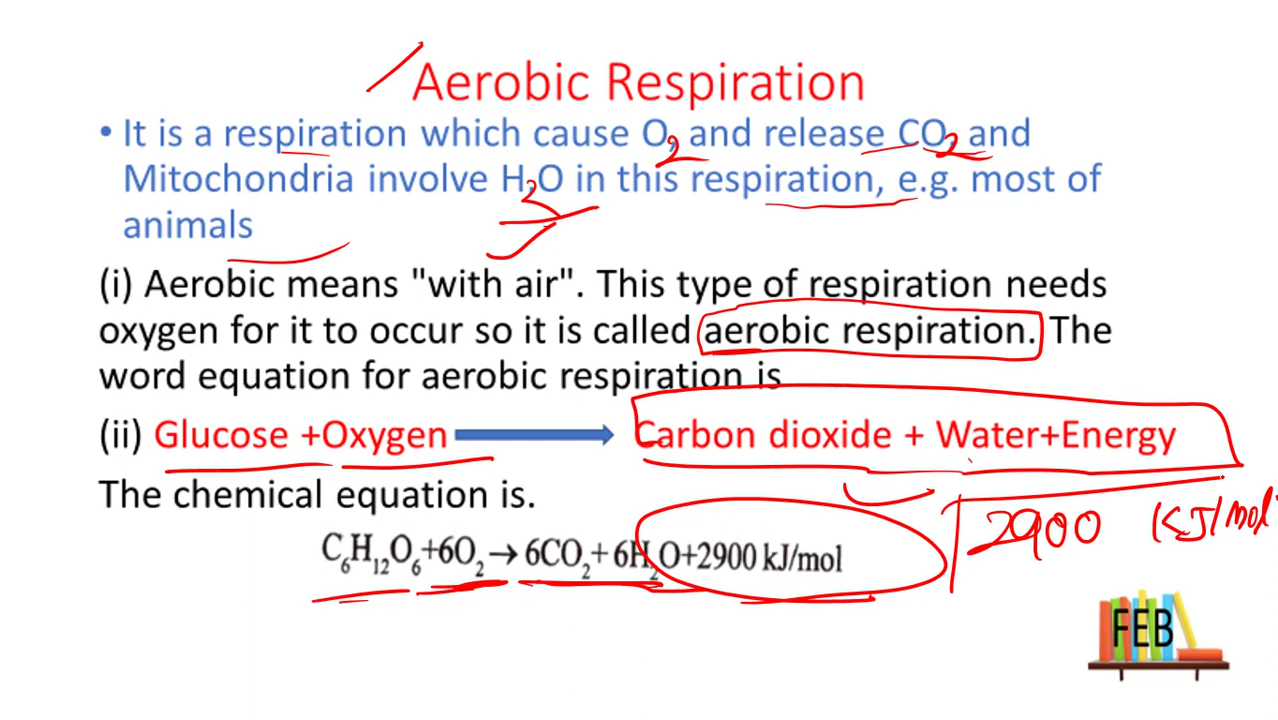 Aerobic Respiration
• It is a respiration which cause O₂ and release CO₂ and
Mitochondria involve H₂O in this respiration, e.g. most of
animals
(i) Aerobic means "with air". This type of respiration needs
oxygen for it to occur so it is called aerobic respiration. The
word equation for aerobic respiration is
(ii) Glucose +Oxygen → Carbon dioxide + Water+Energy
The chemical equation is.
C₆H₁₂O₆+6O₂→6CO₂+6H₂O+2900 kJ/mol
2900 KJ/mol
FEB